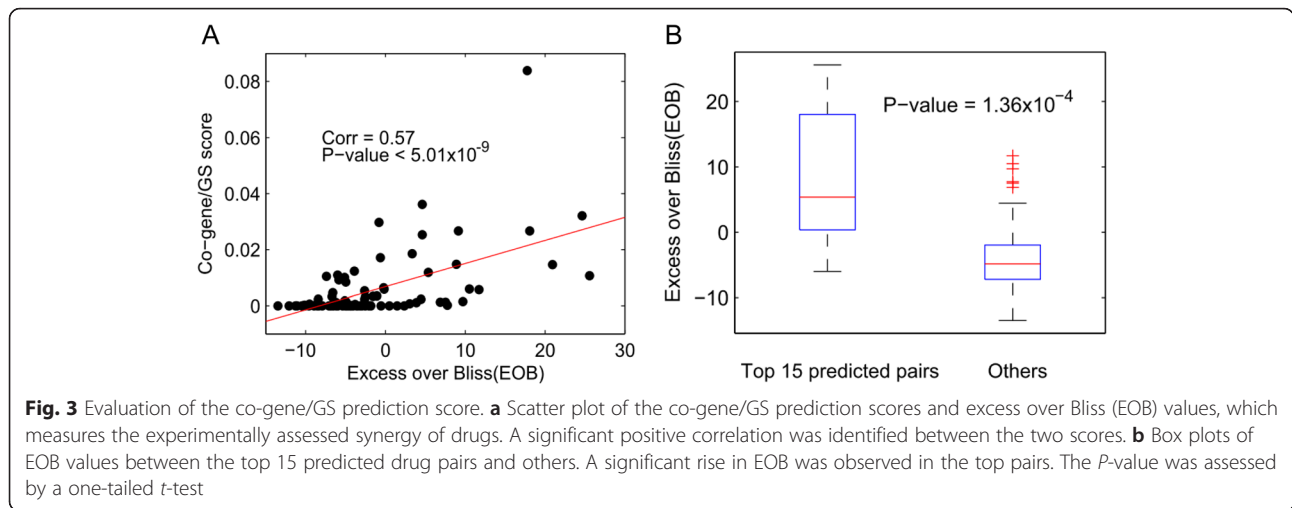 A
Co-gene/GS score
0.08
0.06
0.04
0.02
0
Corr = 0.57
P-value < 5.01x10⁻⁹
−10 0 10 20 30
Excess over Bliss(EOB)
B
Excess over Bliss(EOB)
20
10
0
−10
P-value = 1.36x10⁻⁴
Top 15 predicted pairs Others
Fig. 3 Evaluation of the co-gene/GS prediction score. a Scatter plot of the co-gene/GS prediction scores and excess over Bliss (EOB) values, which
measures the experimentally assessed synergy of drugs. A significant positive correlation was identified between the two scores. b Box plots of
EOB values between the top 15 predicted drug pairs and others. A significant rise in EOB was observed in the top pairs. The P-value was assessed
by a one-tailed t-test